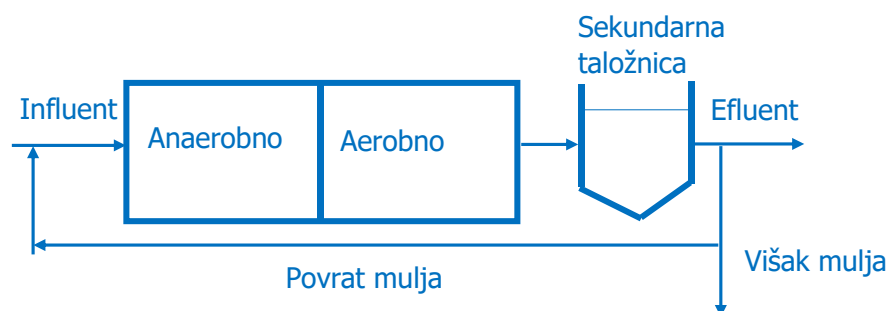 Sekundarna
taložnica
Influent
Efluent
Anaerobno
Aerobno
Povrat mulja
Višak mulja